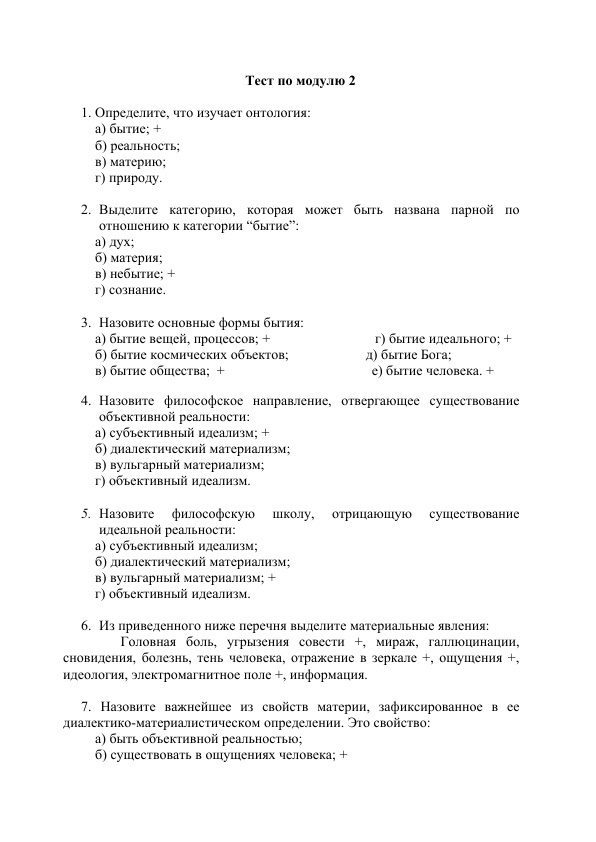 Тест по модулю 2
1. Определите, что изучает онтология:
а) бытие; +
б) реальность;
в) материю;
г) природу.
2. Выделите категорию, которая может быть названа парной по
отношению к категории “бытие”:
а) дух;
б) материя;
в) небытие; +
г) сознание.
3. Назовите основные формы бытия:
а) бытие вещей, процессов; + г) бытие идеального; +
б) бытие космических объектов; д) бытие Бога;
в) бытие общества; + е) бытие человека. +
4. Назовите философское направление, отвергающее существование
объективной реальности:
а) субъективный идеализм; +
б) диалектический материализм;
в) вульгарный материализм;
г) объективный идеализм.
5. Назовите философскую школу, отрицающую существование
идеальной реальности:
а) субъективный идеализм;
б) диалектический материализм;
в) вульгарный материализм; +
г) объективный идеализм.
6. Из приведенного ниже перечня выделите материальные явления:
Головная боль, угрызения совести +, мираж, галлюцинации,
сновидения, болезнь, тень человека, отражение в зеркале +, ощущения +,
идеология, электромагнитное поле +, информация.
7. Назовите важнейшее из свойств материи, зафиксированное в ее
диалектико-материалистическом определении. Это свойство:
а) быть объективной реальностью;
б) существовать в ощущениях человека; +